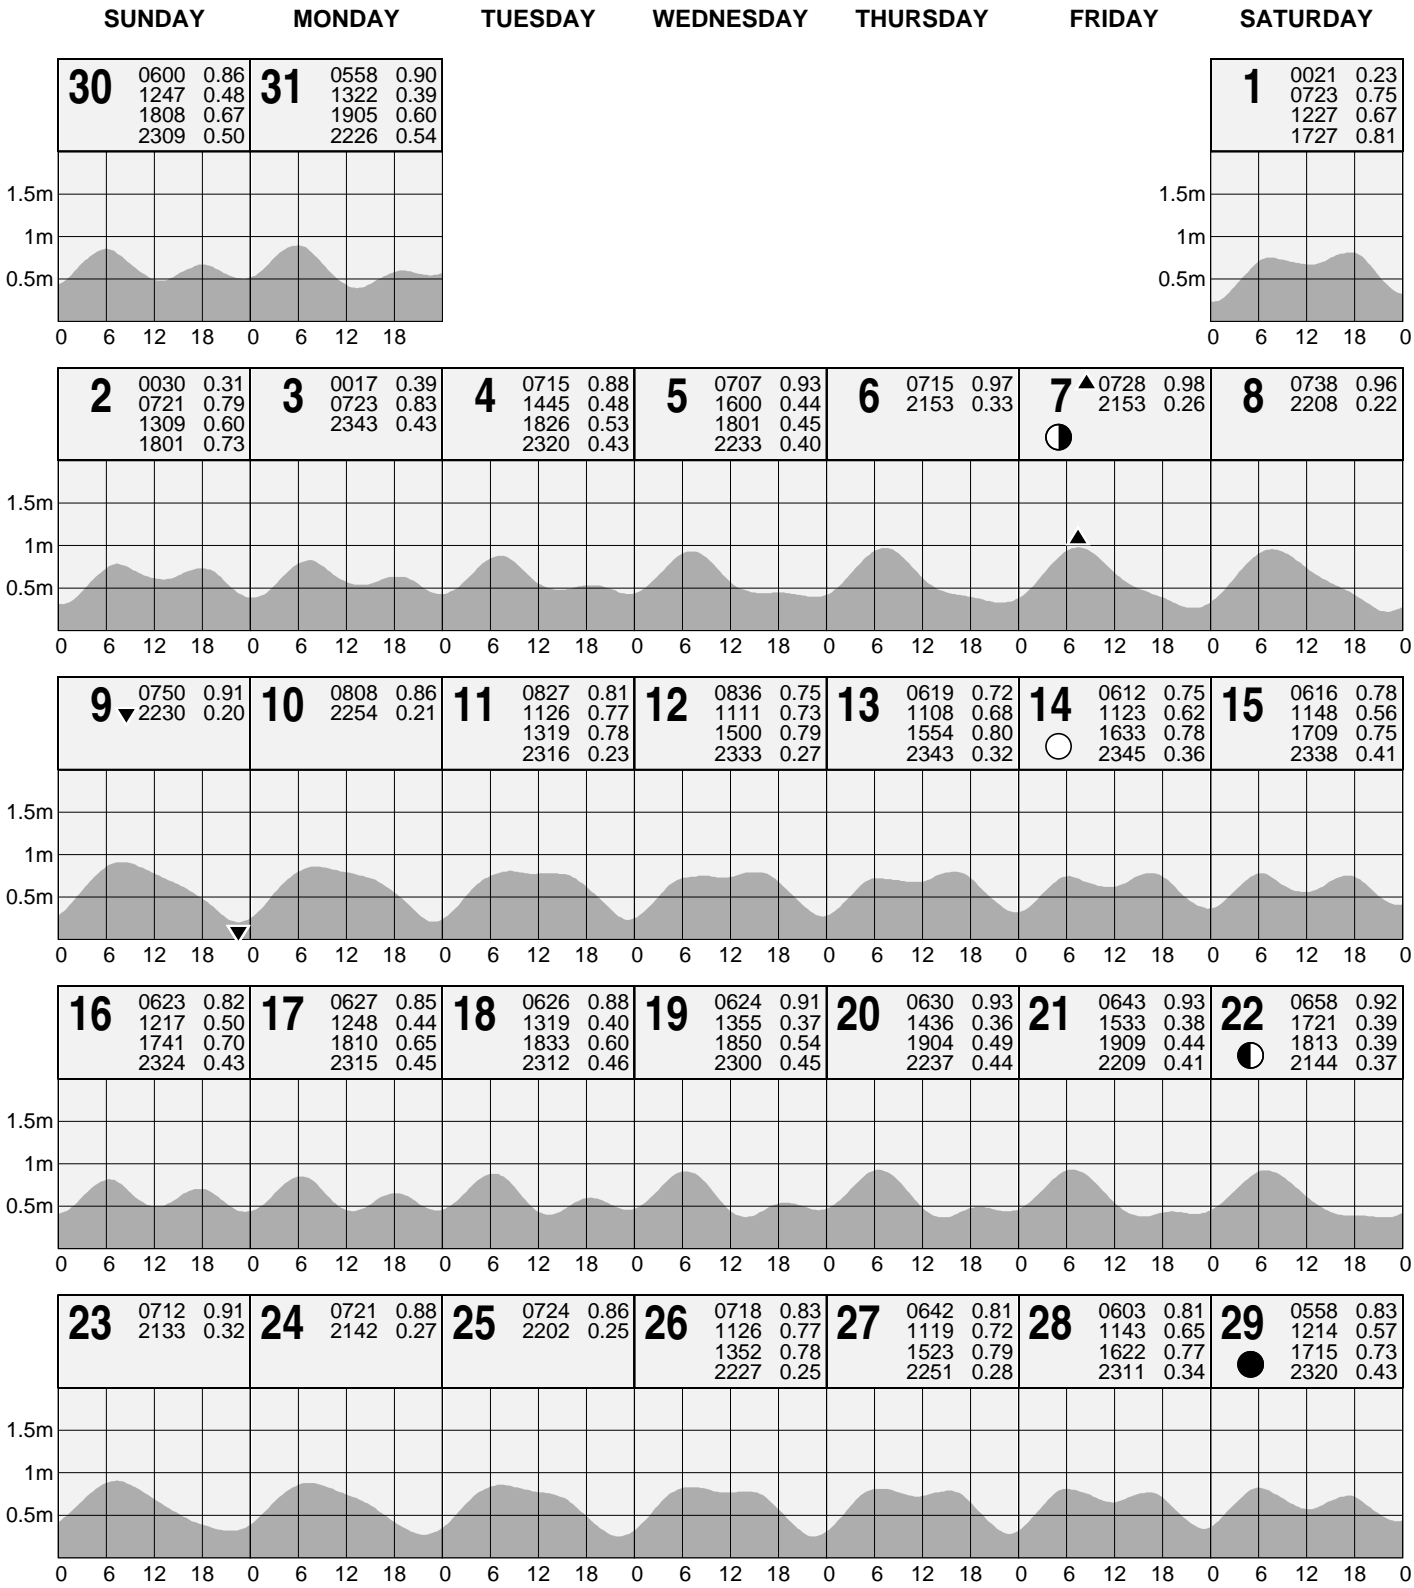 SUNDAY MONDAY TUESDAY WEDNESDAY THURSDAY FRIDAY SATURDAY
30 0600 0.86 31 0558 0.90 1 0021 0.23
1247 0.48 1322 0.39 0723 0.75
1808 0.67 1905 0.60 1227 0.67
2309 0.50 2226 0.54 1727 0.81
1.5m 1.5m
1m 1m
0.5m 0.5m
0 6 12 18 0 6 12 18 0 6 12 18 0
2 0030 0.31 3 0017 0.39 4 0715 0.88 5 0707 0.93 6 0715 0.97 7 0728 0.98 8 0738 0.96
0721 0.79 0723 0.83 1445 0.48 1600 0.44 2153 0.33 2153 0.26 2208 0.22
1309 0.60 2343 0.43 1826 0.53 1801 0.45
1801 0.73 2320 0.43 2233 0.40
1.5m
1m
0.5m
0 6 12 18 0 6 12 18 0 6 12 18 0 6 12 18 0 6 12 18 0 6 12 18 0 6 12 18 0
9 0750 0.91 10 0808 0.86 11 0827 0.81 12 0836 0.75 13 0619 0.72 14 0612 0.75 15 0616 0.78
2230 0.20 2254 0.21 1126 0.77 1111 0.73 1108 0.68 1123 0.62 1148 0.56
1319 0.78 1500 0.79 1554 0.80 1633 0.78 1709 0.75
2316 0.23 2333 0.27 2343 0.32 2345 0.36 2338 0.41
1.5m
1m
0.5m
0 6 12 18 0 6 12 18 0 6 12 18 0 6 12 18 0 6 12 18 0 6 12 18 0 6 12 18 0
16 0623 0.82 17 0627 0.85 18 0626 0.88 19 0624 0.91 20 0630 0.93 21 0643 0.93 22 0658 0.92
1217 0.50 1248 0.44 1319 0.40 1355 0.37 1436 0.36 1533 0.38 1721 0.39
1741 0.70 1810 0.65 1833 0.60 1850 0.54 1904 0.49 1909 0.44 1813 0.39
2324 0.43 2315 0.45 2312 0.46 2300 0.45 2237 0.44 2209 0.41 2144 0.37
1.5m
1m
0.5m
0 6 12 18 0 6 12 18 0 6 12 18 0 6 12 18 0 6 12 18 0 6 12 18 0 6 12 18 0
23 0712 0.91 24 0721 0.88 25 0724 0.86 26 0718 0.83 27 0642 0.81 28 0603 0.81 29 0558 0.83
2133 0.32 2142 0.27 2202 0.25 1126 0.77 1119 0.72 1143 0.65 1214 0.57
1352 0.78 1523 0.79 1622 0.77 1715 0.73
2227 0.25 2251 0.28 2311 0.34 2320 0.43
1.5m
1m
0.5m
0 6 12 18 0 6 12 18 0 6 12 18 0 6 12 18 0 6 12 18 0 6 12 18 0 6 12 18 0